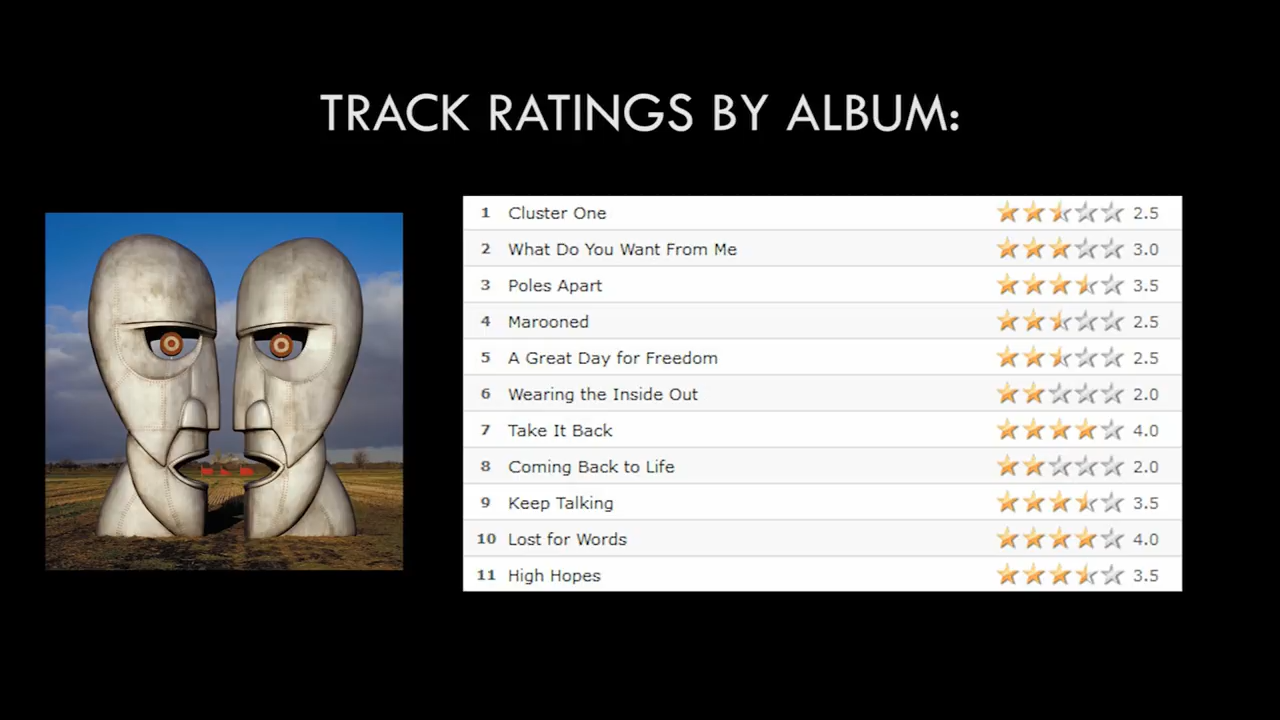 TRACK RATINGS BY ALBUM:
1 Cluster One 2.5
2 What Do You Want From Me 3.0
3 Poles Apart 3.5
4 Marooned 2.5
5 A Great Day for Freedom 2.5
6 Wearing the Inside Out 2.0
7 Take It Back 4.0
8 Coming Back to Life 2.0
9 Keep Talking 3.5
10 Lost for Words 4.0
11 High Hopes 3.5